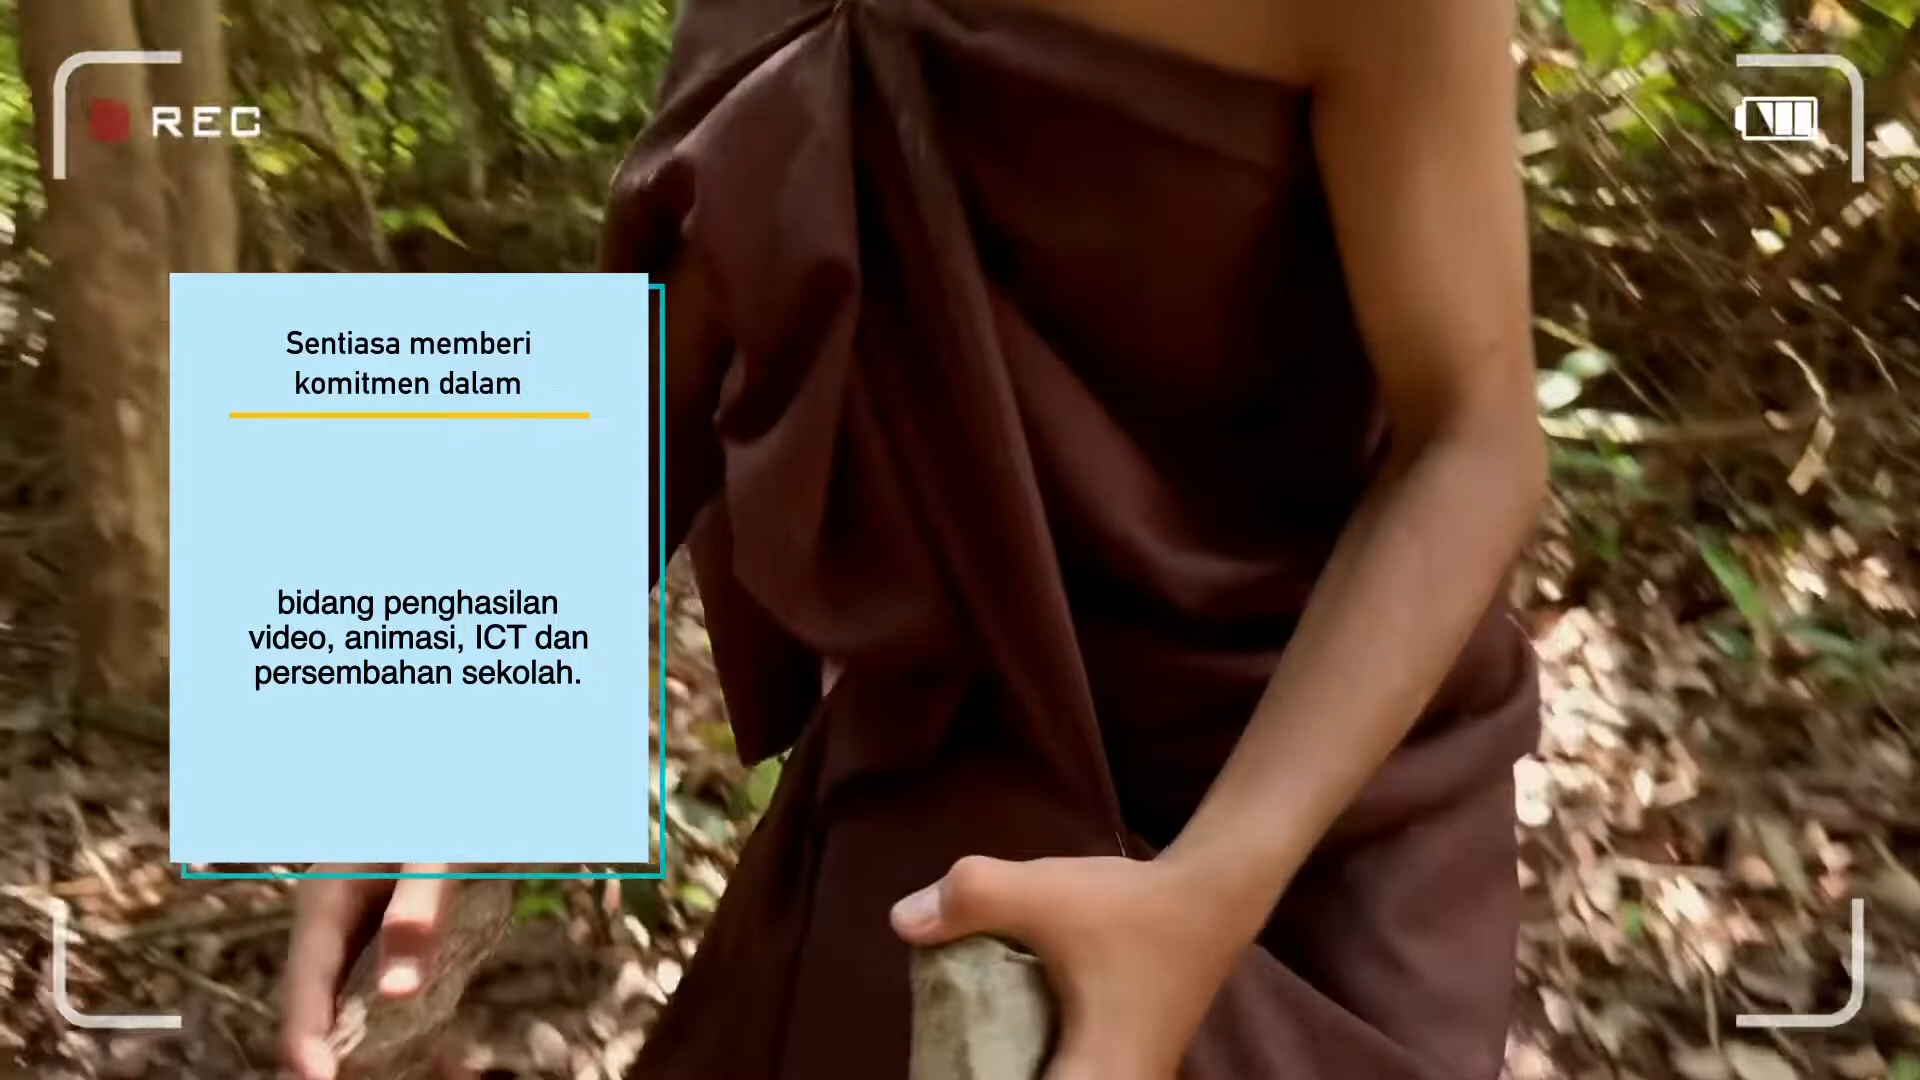 REC
Sentiasa memberi
komitmen dalam
bidang penghasilan
video, animasi, ICT dan
persembahan sekolah.